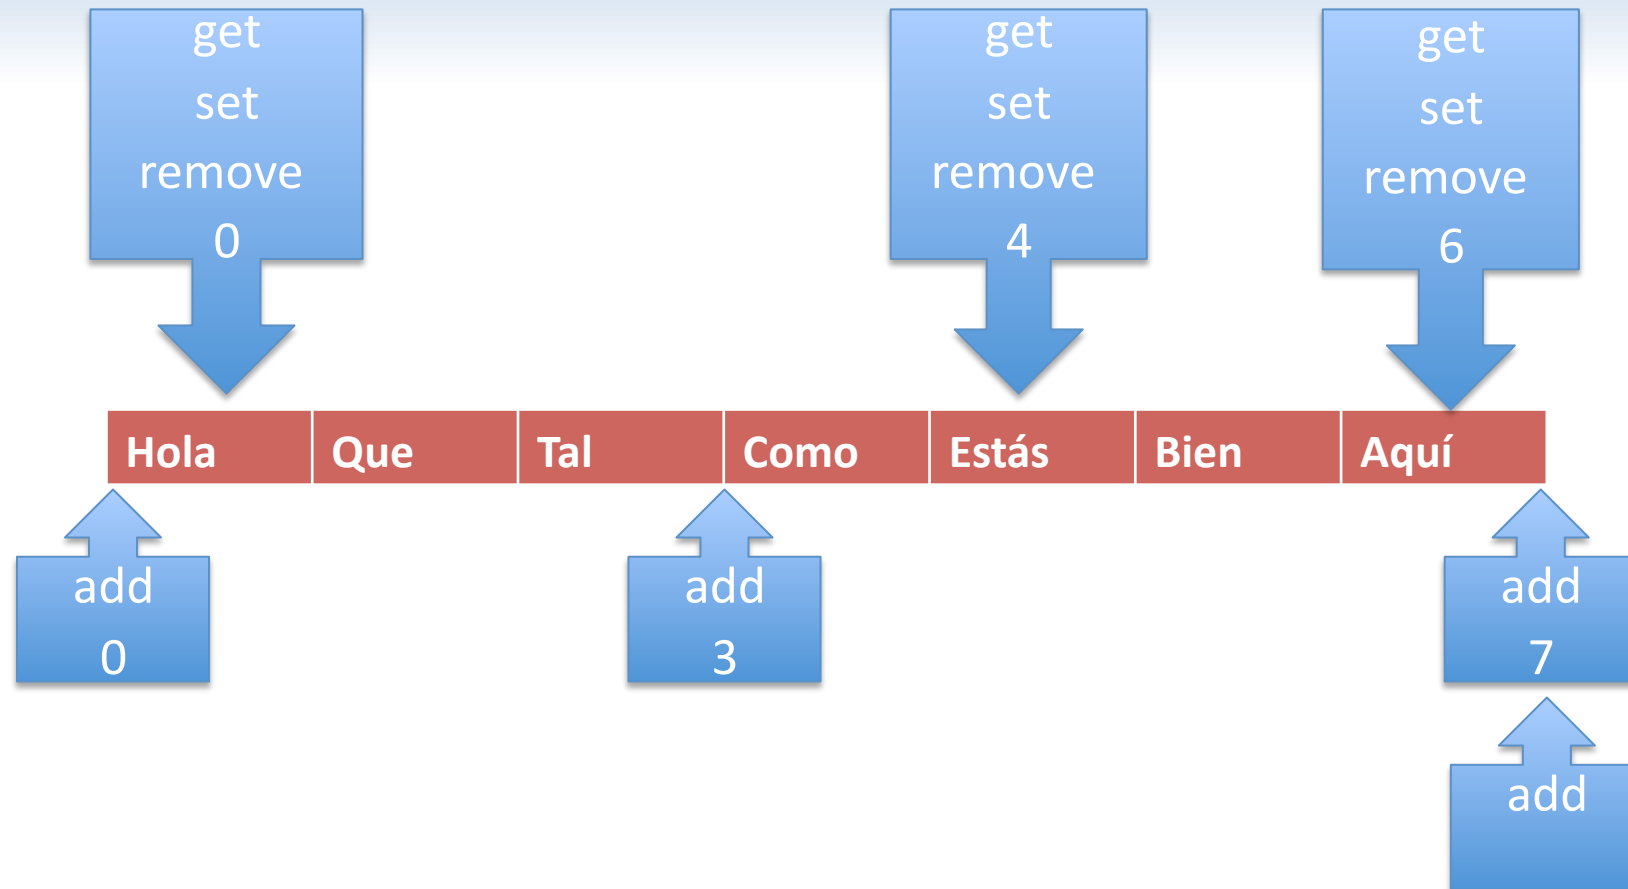 get
set
remove
0
get
set
remove
4
get
set
remove
6
Hola Que Tal Como Estás Bien Aquí
add
0
add
3
add
7
add